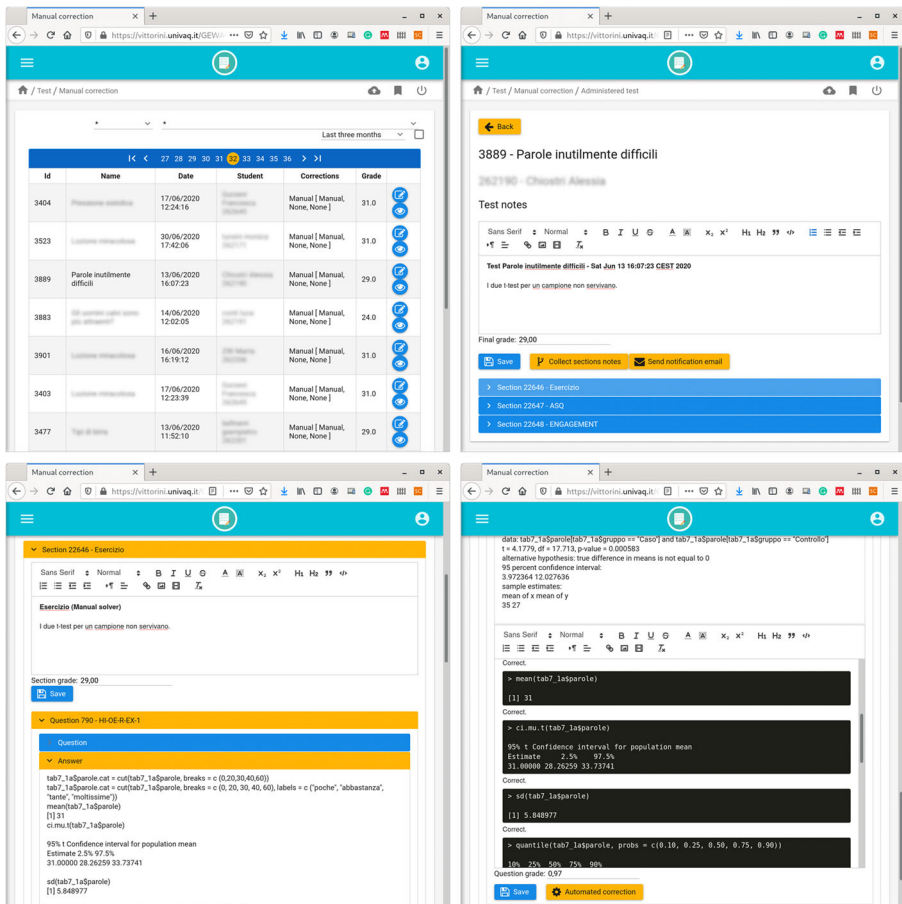 Manual correction × +
https://vittorini.univaq.it/GEWA
Test / Manual correction
*
*
Last three months
27 28 29 30 31 32 33 34 35 36
Id Name Date Student Corrections Grade
3404 17/06/2020 12:24:16 Manual [ Manual, None, None ] 31.0
3523 30/06/2020 17:42:06 Manual [ Manual, None, None ] 31.0
3889 Parole inutilmente difficili 13/06/2020 16:07:23 Manual [ Manual, None, None ] 29.0
3883 14/06/2020 12:02:05 Manual [ Manual, None, None ] 24.0
3901 16/06/2020 16:19:12 Manual [ Manual, None, None ] 31.0
3403 17/06/2020 12:23:39 Manual [ Manual, None, None ] 31.0
3477 13/06/2020 11:52:10 Manual [ Manual, None, None ] 29.0
Manual correction × +
https://vittorini.univaq.it
Test / Manual correction / Administered test
Back
3889 - Parole inutilmente difficili
Test notes
Sans Serif Normal B I U S A A X₂ X² H1 H2 ” </>
Test Parole inutilmente difficili - Sat Jun 13 16:07:23 CEST 2020
I due t-test per un campione non servivano.
Final grade: 29,00
Save Collect sections notes Send notification email
Section 22646 - Esercizio
Section 22647 - ASQ
Section 22648 - ENGAGEMENT
Manual correction × +
https://vittorini.univaq.it
Section 22646 - Esercizio
Sans Serif Normal B I U S A A X₂ X² H1 H2 ” </>
Esercizio (Manual solver)
I due t-test per un campione non servivano.
Section grade: 29,00
Save
Question 790 - HI-OE-R-EX-1
Question
Answer
tab7_1a$parole.cat = cut(tab7_1a$parole, breaks = c (0,20,30,40,60))
tab7_1a$parole.cat = cut(tab7_1a$parole, breaks = c (0, 20, 30, 40, 60), labels = c ("poche", "abbastanza",
"tante", "moltissime"))
mean(tab7_1a$parole)
[1] 31
ci.mu.t(tab7_1a$parole)
95% t Confidence interval for population mean
Estimate 2.5% 97.5%
31.00000 28.26259 33.73741
sd(tab7_1a$parole)
[1] 5.848977
Manual correction × +
https://vittorini.univaq.it
data: tab7_1a$parole[tab7_1a$gruppo == "Caso"] and tab7_1a$parole[tab7_1a$gruppo == "Controllo"]
t = 4.1779, df = 17.713, p-value = 0.000583
alternative hypothesis: true difference in means is not equal to 0
95 percent confidence interval:
3.972364 12.027636
sample estimates:
mean of x mean of y
35 27
Sans Serif Normal B I U S A A X₂ X² H1 H2 ” </>
Correct.
> mean(tab7_1a$parole)
[1] 31
Correct.
> ci.mu.t(tab7_1a$parole)
95% t Confidence interval for population mean
Estimate 2.5% 97.5%
31.00000 28.26259 33.73741
Correct.
> sd(tab7_1a$parole)
[1] 5.848977
Correct.
> quantile(tab7_1a$parole, probs = c(0.10, 0.25, 0.50, 0.75, 0.90))
10% 25% 50% 75% 90%
Question grade: 0,97
Save Automated correction